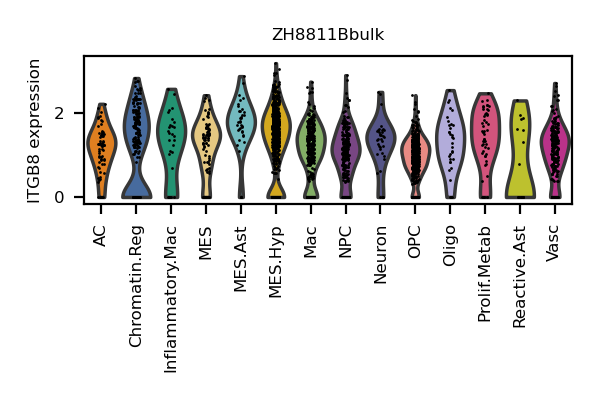 ZH8811Bbulk
ITGB8 expression
2
0
AC
Chromatin.Reg
Inflammatory.Mac
MES
MES.Ast
MES.Hyp
Mac
NPC
Neuron
OPC
Oligo
Prolif.Metab
Reactive.Ast
Vasc